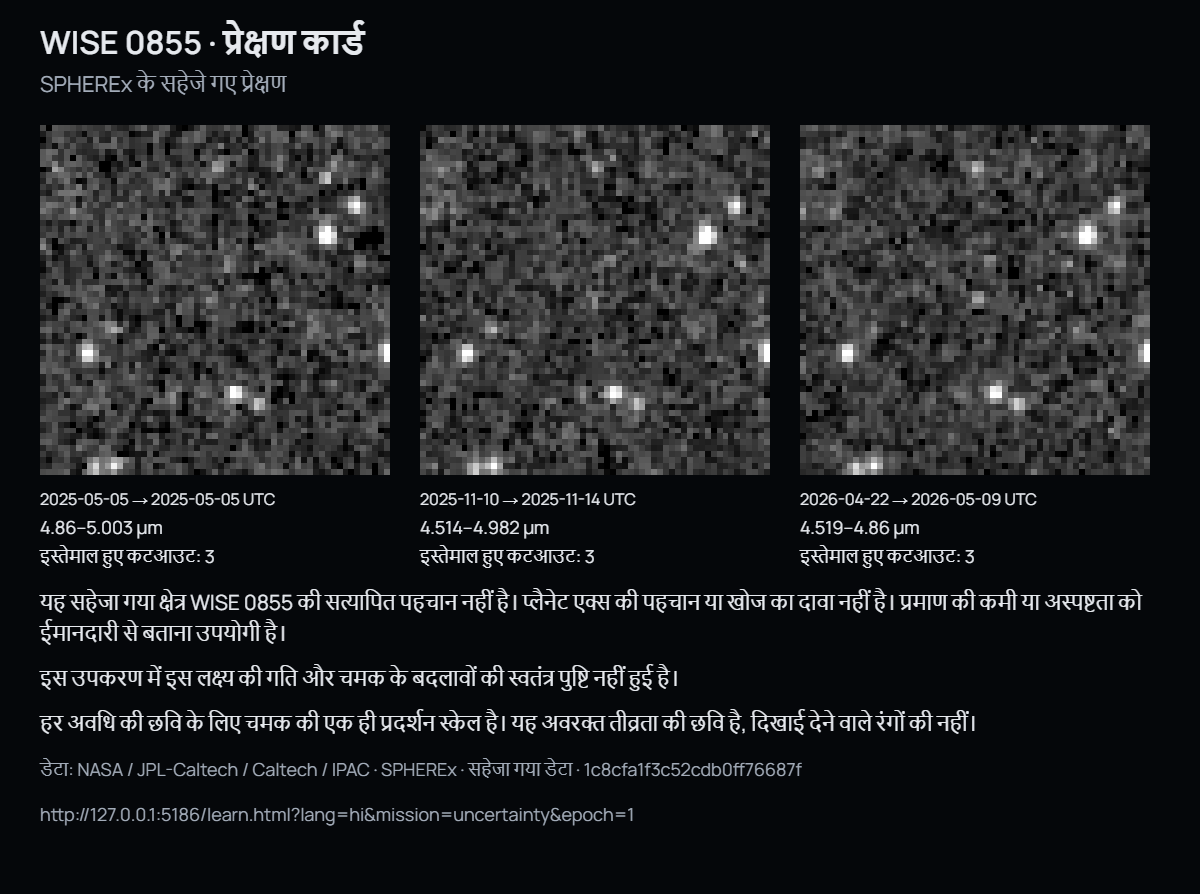 WISE 0855 · प्रेक्षण कार्ड
SPHEREx के सहेजे गए प्रेक्षण
2025-05-05 → 2025-05-05 UTC
4.86–5.003 µm
इस्तेमाल हुए कटआउट: 3
2025-11-10 → 2025-11-14 UTC
4.514–4.982 µm
इस्तेमाल हुए कटआउट: 3
2026-04-22 → 2026-05-09 UTC
4.519–4.86 µm
इस्तेमाल हुए कटआउट: 3
यह सहेजा गया क्षेत्र WISE 0855 की सत्यापित पहचान नहीं है। प्लैनेट एक्स की पहचान या खोज का दावा नहीं है। प्रमाण की कमी या अस्पष्टता को
ईमानदारी से बताना उपयोगी है।
इस उपकरण में इस लक्ष्य की गति और चमक के बदलावों की स्वतंत्र पुष्टि नहीं हुई है।
हर अवधि की छवि के लिए चमक की एक ही प्रदर्शन स्केल है। यह अवरक्त तीव्रता की छवि है, दिखाई देने वाले रंगों की नहीं।
डेटा: NASA / JPL-Caltech / Caltech / IPAC · SPHEREx · सहेजा गया डेटा · 1c8cfa1f3c52cdb0ff76687f
http://127.0.0.1:5186/learn.html?lang=hi&mission=uncertainty&epoch=1